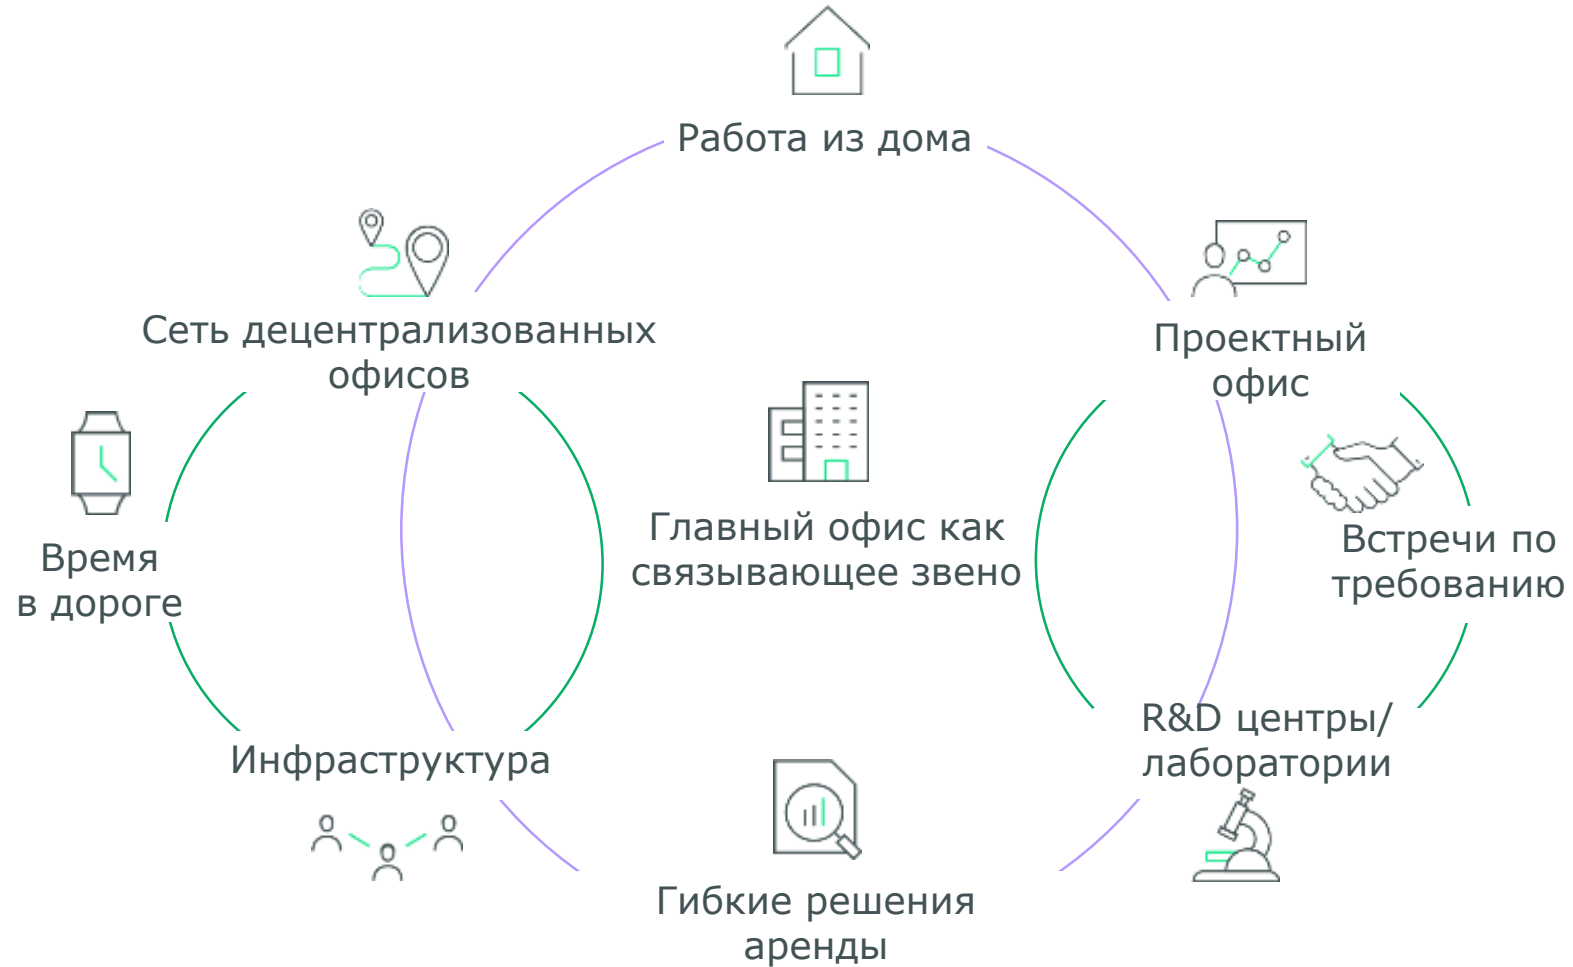 Работа из дома
Сеть децентрализованных
офисов
Проектный
офис
Время
в дороге
Главный офис как
связывающее звено
Встречи по
требованию
Инфраструктура
R&D центры/
лаборатории
Гибкие решения
аренды